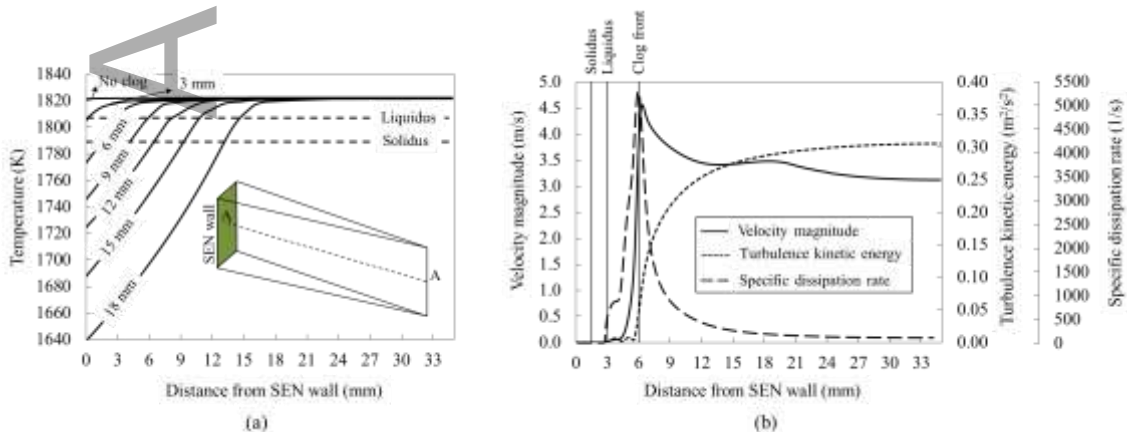 Solidus
Liquidus
Clog front
1840
1820
1800
1780
1760
1740
1720
1700
1680
1660
1640
No clog
3 mm
6 mm
9 mm
12 mm
15 mm
18 mm
Liquidus
Solidus
SEN wall
A
Temperature (K)
0 3 6 9 12 15 18 21 24 27 30 33
Distance from SEN wall (mm)
(a)
5.0
4.5
4.0
3.5
3.0
2.5
2.0
1.5
1.0
0.5
0.0
Velocity magnitude (m/s)
Velocity magnitude
Turbulence kinetic energy
Specific dissipation rate
0.40
0.35
0.30
0.25
0.20
0.15
0.10
0.05
0.00
Turbulence kinetic energy (m²/s²)
5500
5000
4500
4000
3500
3000
2500
2000
1500
1000
500
0
Specific dissipation rate (1/s)
0 3 6 9 12 15 18 21 24 27 30 33
Distance from SEN wall (mm)
(b)